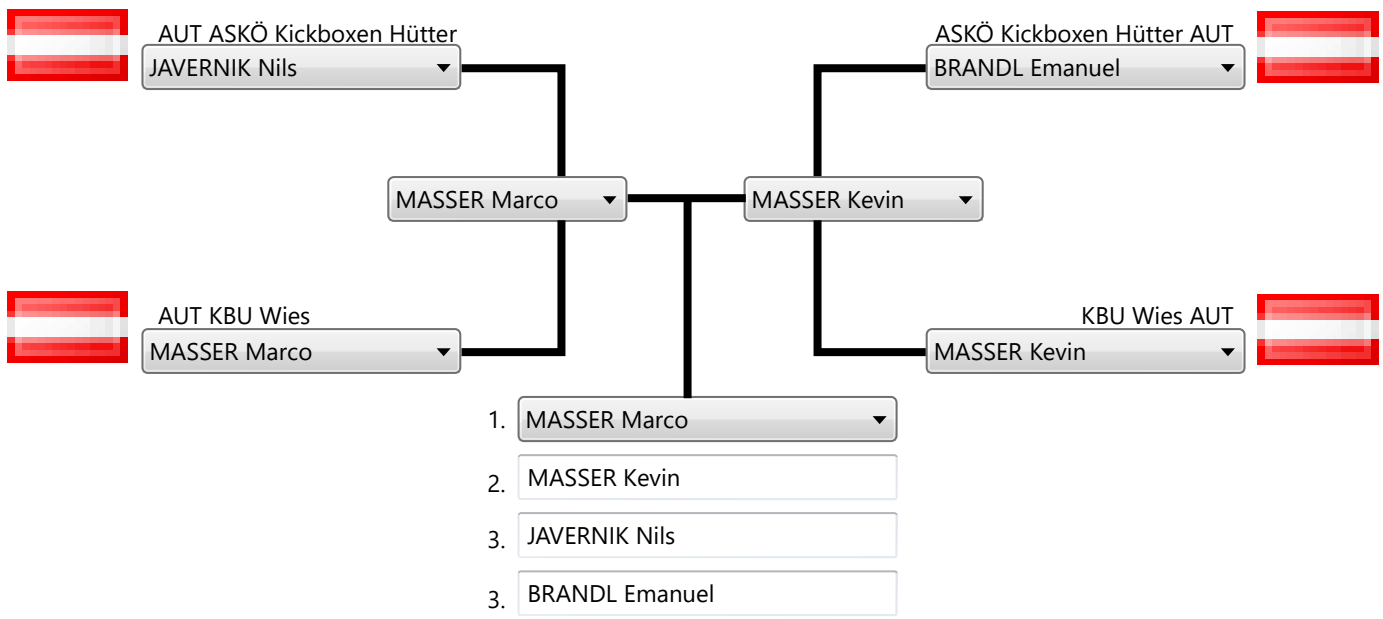 AUT ASKÖ Kickboxen Hütter
JAVERNIK Nils
ASKÖ Kickboxen Hütter AUT
BRANDL Emanuel
MASSER Marco
MASSER Kevin
AUT KBU Wies
MASSER Marco
KBU Wies AUT
MASSER Kevin
1. MASSER Marco
2. MASSER Kevin
3. JAVERNIK Nils
3. BRANDL Emanuel